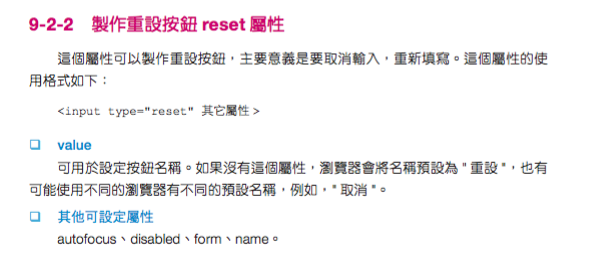 9-2-2 製作重設按鈕 reset 屬性
這個屬性可以製作重設按鈕，主要意義是要取消輸入，重新填寫。這個屬性的使
用格式如下：
<input type="reset" 其它屬性 >
❏ value
可用於設定按鈕名稱。如果沒有這個屬性，瀏覽器會將名稱預設為 " 重設 "，也有
可能使用不同的瀏覽器有不同的預設名稱，例如，" 取消 "。
❏ 其他可設定屬性
autofocus、disabled、form、name。